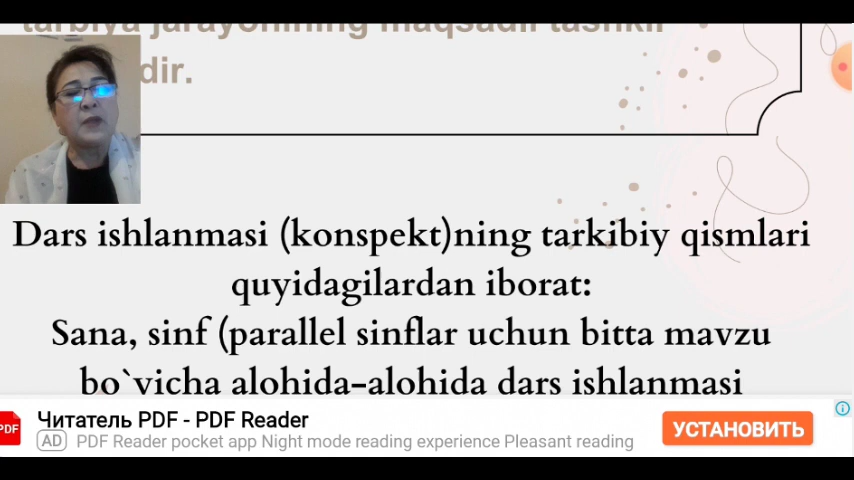 tarbiya jarayonining maqsadli tashkil
dir.
Dars ishlanmasi (konspekt)ning tarkibiy qismlari
quyidagilardan iborat:
Sana, sinf (parallel sinflar uchun bitta mavzu
bo`yicha alohida-alohida dars ishlanmasi
PDF
Читатель PDF - PDF Reader
AD PDF Reader pocket app Night mode reading experience Pleasant reading
УСТАНОВИТЬ